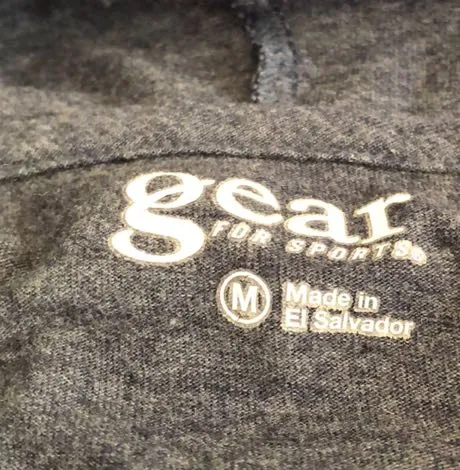 gear
FOR SPORTS®
M
Made in
El Salvador